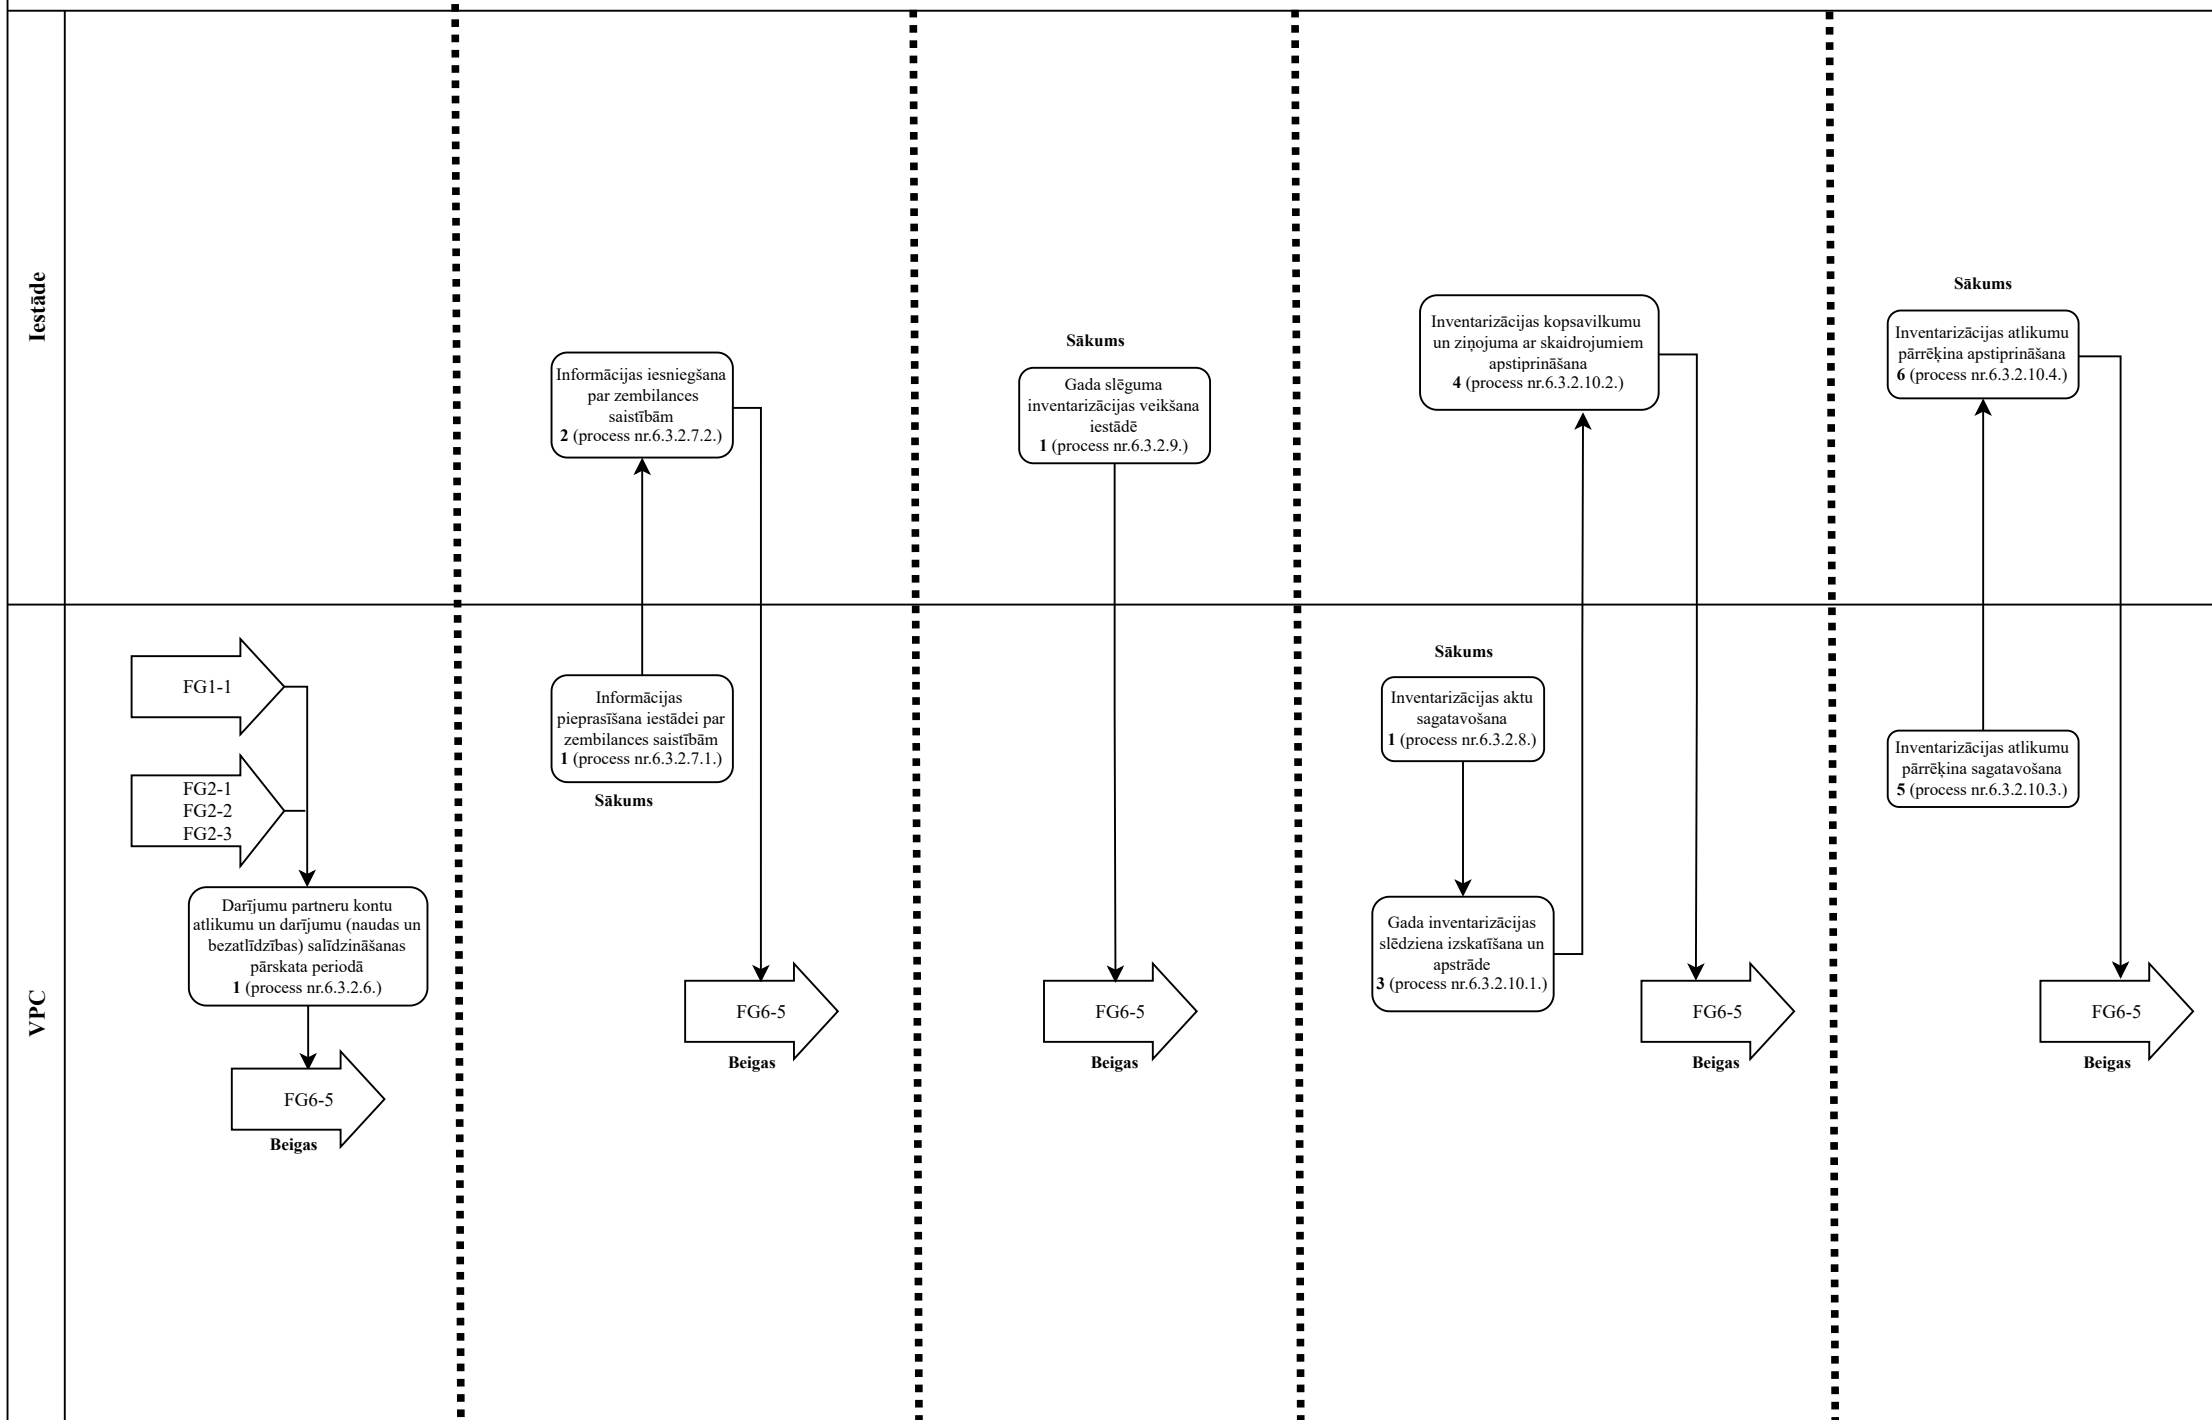 Iestāde
VPC
FG1-1
FG2-1
FG2-2
FG2-3
Darījumu partneru kontu
atlikumu un darījumu (naudas un
bezatlīdzības) salīdzināšanas
pārskata periodā
1 (process nr.6.3.2.6.)
FG6-5
Beigas
Informācijas iesniegšana
par zembilances
saistībām
2 (process nr.6.3.2.7.2.)
Informācijas
pieprasīšana iestādei par
zembilances saistībām
1 (process nr.6.3.2.7.1.)
Sākums
FG6-5
Beigas
Sākums
Gada slēguma
inventarizācijas veikšana
iestādē
1 (process nr.6.3.2.9.)
FG6-5
Beigas
Inventarizācijas kopsavilkumu
un ziņojuma ar skaidrojumiem
apstiprināšana
4 (process nr.6.3.2.10.2.)
Sākums
Inventarizācijas aktu
sagatavošana
1 (process nr.6.3.2.8.)
Gada inventarizācijas
slēdziena izskatīšana un
apstrāde
3 (process nr.6.3.2.10.1.)
FG6-5
Beigas
Sākums
Inventarizācijas atlikumu
pārrēķina apstiprināšana
6 (process nr.6.3.2.10.4.)
Inventarizācijas atlikumu
pārrēķina sagatavošana
5 (process nr.6.3.2.10.3.)
FG6-5
Beigas